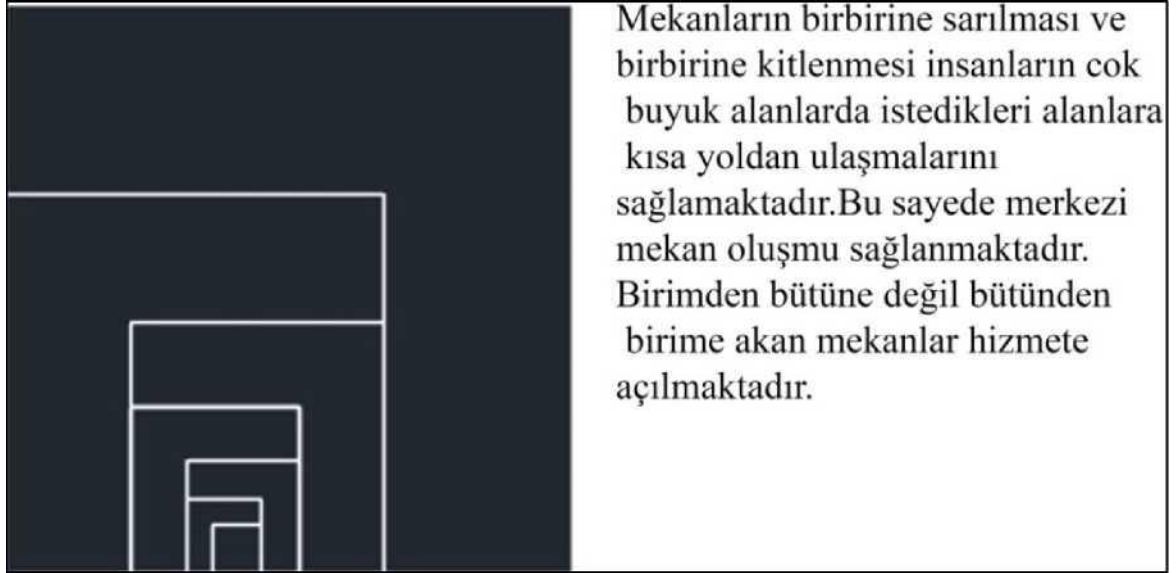 Mekanların birbirine sarılması ve
birbirine kitlenmesi insanların cok
buyuk alanlarda istedikleri alanlara
kısa yoldan ulaşmalarını
sağlamaktadır.Bu sayede merkezi
mekan oluşmu sağlanmaktadır.
Birimden bütüne değil bütünden
birime akan mekanlar hizmete
açılmaktadır.